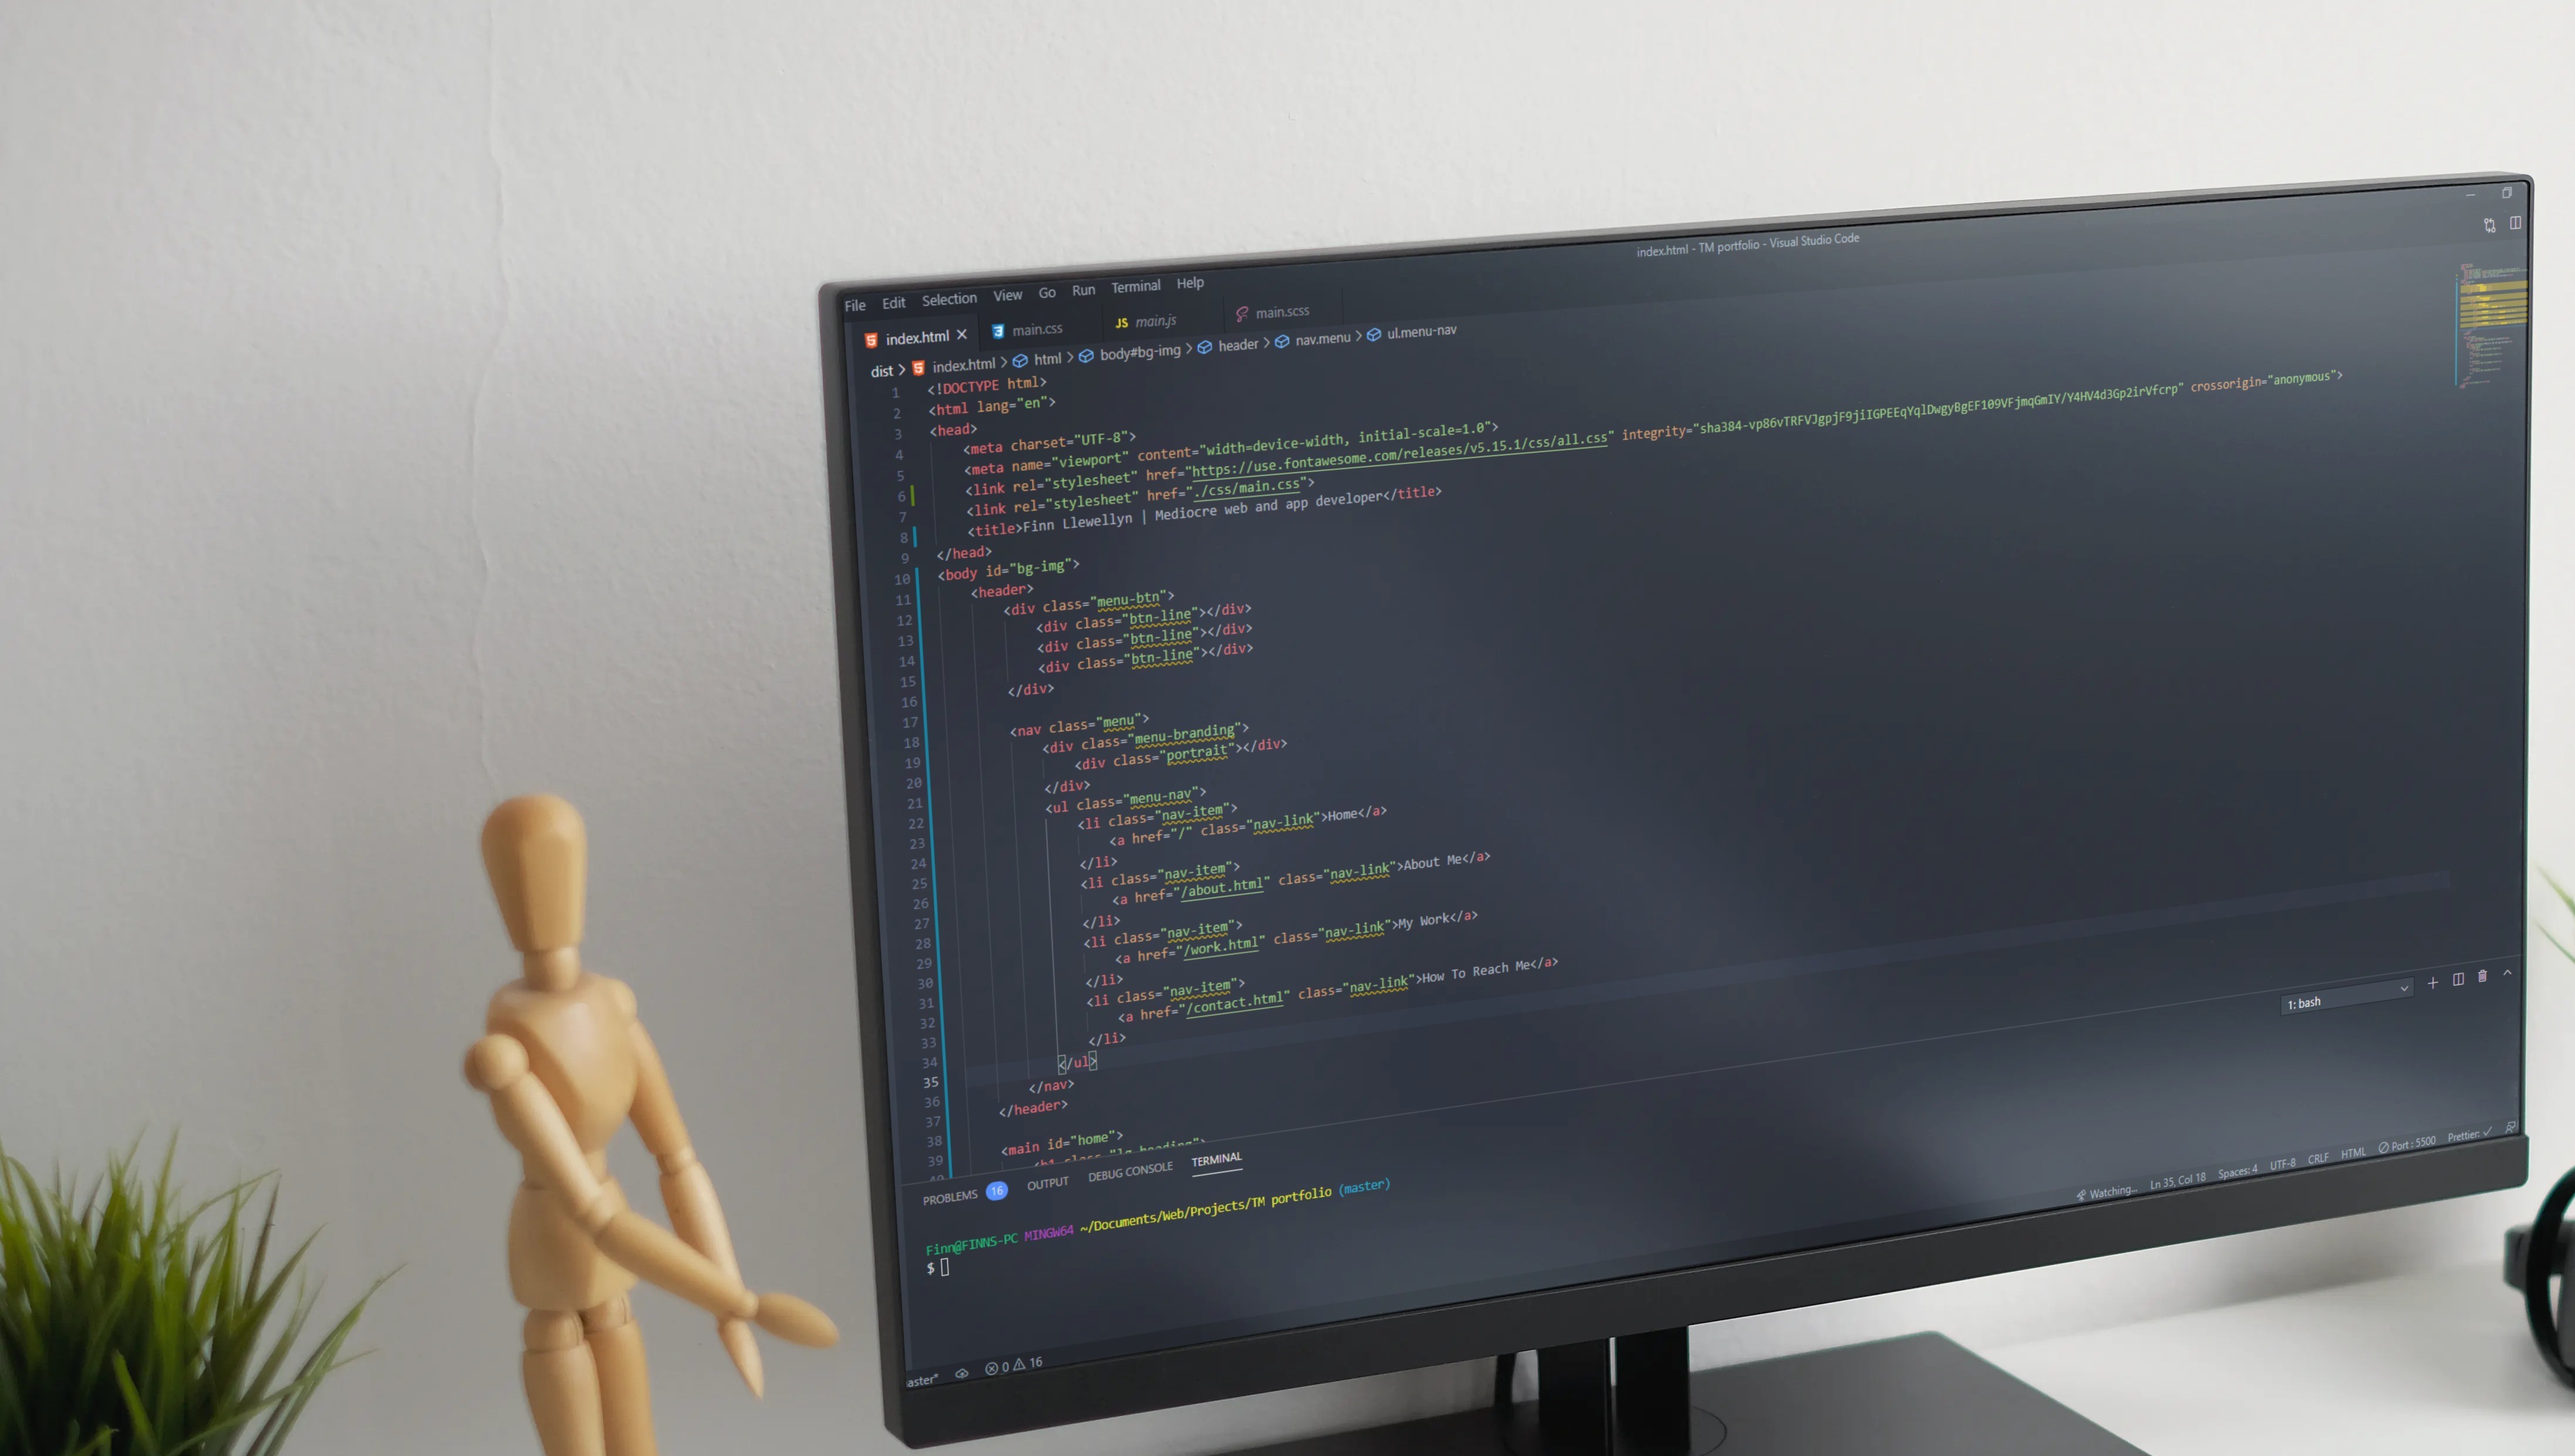 index.html - TM portfolio - Visual Studio Code
File Edit Selection View Go Run Terminal Help
index.html main.css JS main.js main.scss
dist > index.html > html > body#bg-img > header > nav.menu > ul.menu-nav
1 <!DOCTYPE html>
2 <html lang="en">
3 <head>
4 <meta charset="UTF-8">
5 <meta name="viewport" content="width=device-width, initial-scale=1.0">
6 <link rel="stylesheet" href="https://use.fontawesome.com/releases/v5.15.1/css/all.css" integrity="sha384-vp86vTRFVJgpjF9jiIGPEEqYqlDwgyBgEF109VFjmqGmIY/Y4HV4d3Gp2irVfcrp" crossorigin="anonymous">
7 <link rel="stylesheet" href="./css/main.css">
8 <title>Finn Llewellyn | Mediocre web and app developer</title>
9 </head>
10 <body id="bg-img">
11 <header>
12 <div class="menu-btn">
13 <div class="btn-line"></div>
14 <div class="btn-line"></div>
15 <div class="btn-line"></div>
16 </div>
17
18 <nav class="menu">
19 <div class="menu-branding">
20 <div class="portrait"></div>
21 </div>
22 <ul class="menu-nav">
23 <li class="nav-item">
24 <a href="/" class="nav-link">Home</a>
25 </li>
26 <li class="nav-item">
27 <a href="/about.html" class="nav-link">About Me</a>
28 </li>
29 <li class="nav-item">
30 <a href="/work.html" class="nav-link">My Work</a>
31 </li>
32 <li class="nav-item">
33 <a href="/contact.html" class="nav-link">How To Reach Me</a>
34 </li>
35 </ul>
36 </nav>
37 </header>
38
39 <main id="home">
40 <h1 class="lg-heading">
PROBLEMS 16 OUTPUT DEBUG CONSOLE TERMINAL 1: bash
Finn@FINNS-PC MINGW64 ~/Documents/Web/Projects/TM portfolio (master)
$
aster* 0 16 Watching... Ln 35, Col 18 Spaces: 4 UTF-8 CRLF HTML Port : 5500 Prettier: ✓